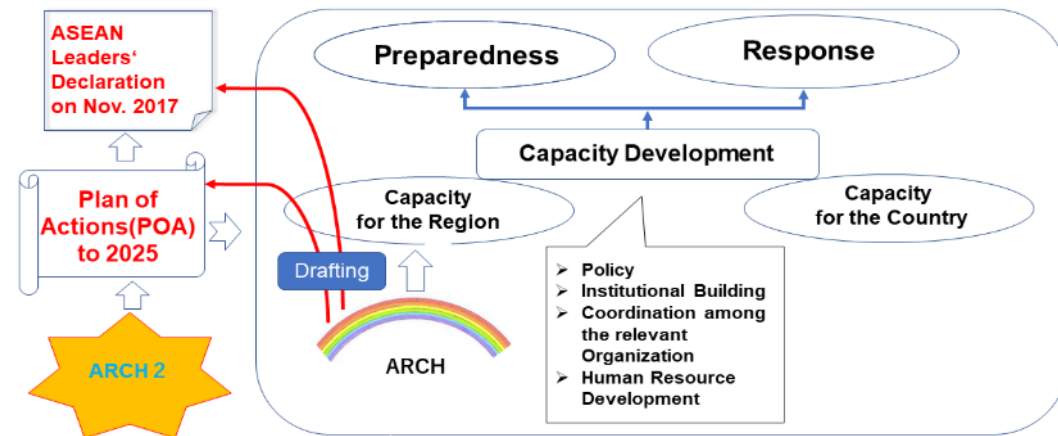 ASEAN
Leaders‘
Declaration
on Nov. 2017
Plan of
Actions(POA)
to 2025
ARCH 2
Preparedness
Response
Capacity Development
Capacity
for the Region
Capacity
for the Country
Drafting
ARCH
➢ Policy
➢ Institutional Building
➢ Coordination among
the relevant
Organization
➢ Human Resource
Development